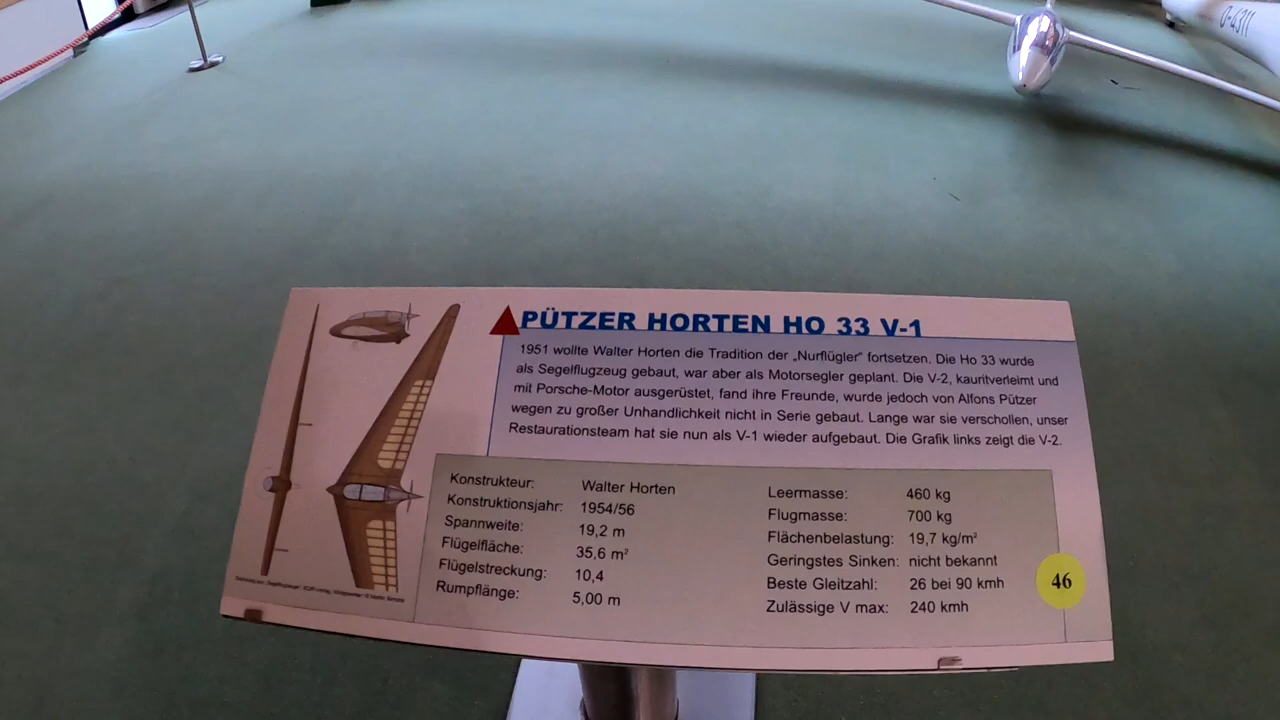 D-4311
PÜTZER HORTEN HO 33 V-1
1951 wollte Walter Horten die Tradition der „Nurflügler" fortsetzen. Die Ho 33 wurde
als Segelflugzeug gebaut, war aber als Motorsegler geplant. Die V-2, kauritverleimt und
mit Porsche-Motor ausgerüstet, fand ihre Freunde, wurde jedoch von Alfons Pützer
wegen zu großer Unhandlichkeit nicht in Serie gebaut. Lange war sie verschollen, unser
Restaurationsteam hat sie nun als V-1 wieder aufgebaut. Die Grafik links zeigt die V-2.
Konstrukteur: Walter Horten
Konstruktionsjahr: 1954/56
Spannweite: 19,2 m
Flügelfläche: 35,6 m²
Flügelstreckung: 10,4
Rumpflänge: 5,00 m
Leermasse: 460 kg
Flugmasse: 700 kg
Flächenbelastung: 19,7 kg/m²
Geringstes Sinken: nicht bekannt
Beste Gleitzahl: 26 bei 90 kmh
Zulässige V max: 240 kmh
46